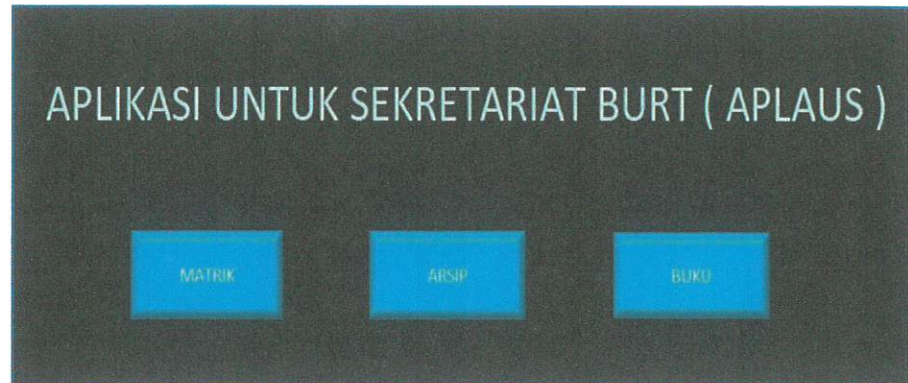 APLIKASI UNTUK SEKRETARIAT BURT ( APLAUS )
MATRIK
ARSIP
BUKU